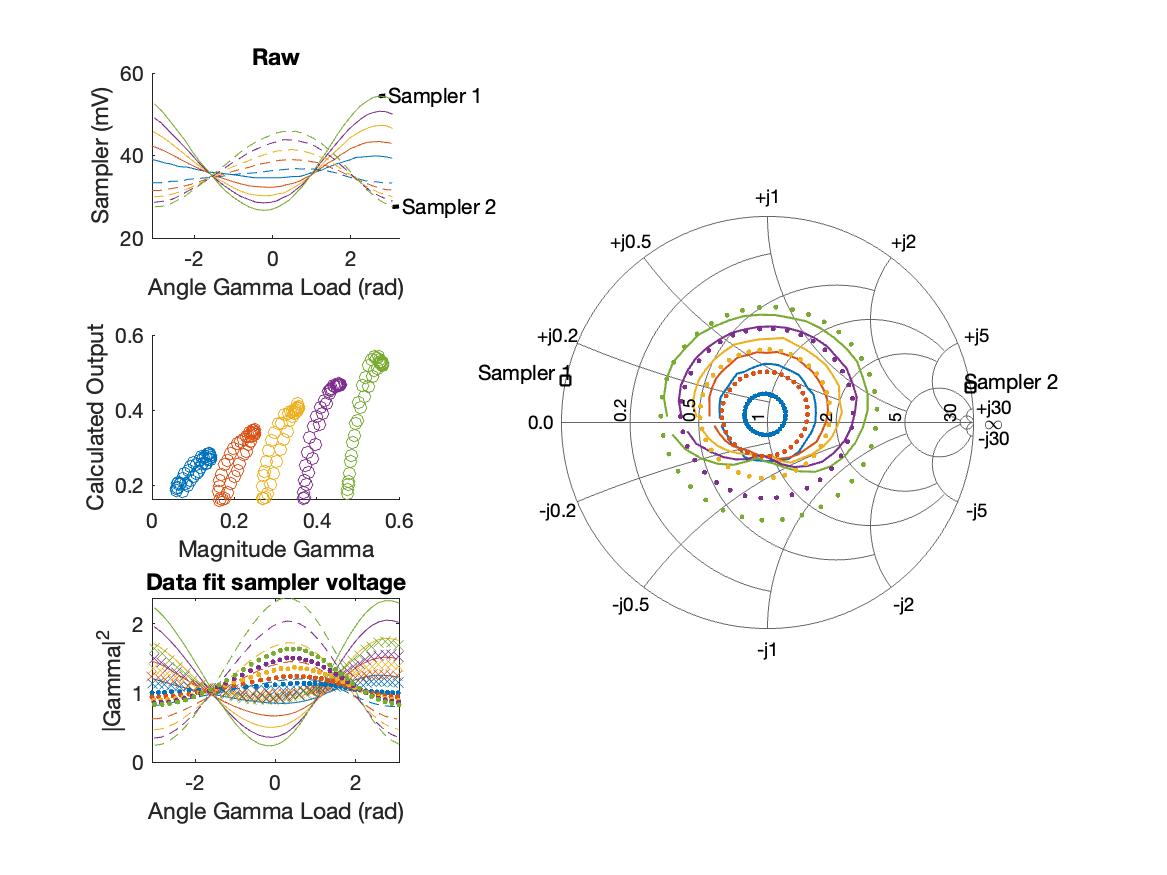 Raw
60
40
20
Sampler (mV)
-2
0
2
Angle Gamma Load (rad)
Sampler 1
Sampler 2
0.6
0.4
0.2
Calculated Output
0
0.2
0.4
0.6
Magnitude Gamma
Data fit sampler voltage
2
1
0
|Gamma|2
-2
0
2
Angle Gamma Load (rad)
+j1
+j0.5
+j2
+j0.2
+j5
Sampler 1
Sampler 2
0.0
0.2
0.5
1
2
5
30
+j30
∞
-j30
-j0.2
-j5
-j0.5
-j2
-j1